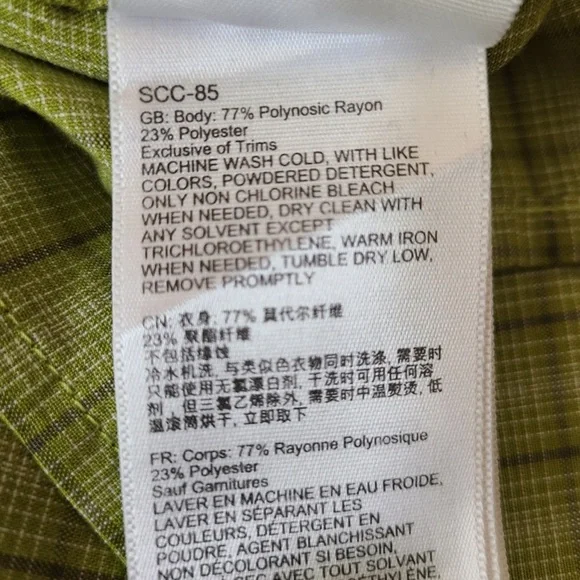 SCC-85
GB: Body: 77% Polynosic Rayon
23% Polyester
Exclusive of Trims
MACHINE WASH COLD, WITH LIKE
COLORS, POWDERED DETERGENT,
ONLY NON CHLORINE BLEACH
WHEN NEEDED, DRY CLEAN WITH
ANY SOLVENT EXCEPT
TRICHLOROETHYLENE, WARM IRON
WHEN NEEDED, TUMBLE DRY LOW,
REMOVE PROMPTLY
CN: 衣身: 77% 莫代尔纤维
23% 聚酯纤维
不包括缘蚀
冷水机洗, 与类似色衣物同时洗涤, 需要时
只能使用无氯漂白剂, 干洗时可用任何溶
剂, 但三氯乙烯除外, 需要时中温熨烫, 低
温滚筒烘干, 立即取下
FR: Corps: 77% Rayonne Polynosique
23% Polyester
Sauf Garnitures
LAVER EN MACHINE EN EAU FROIDE,
LAVER EN SÉPARANT LES
COULEURS, DÉTERGENT EN
POUDRE, AGENT BLANCHISSANT
NON DÉCOLORANT SI BESOIN,
AVEC TOUT SOLVANT